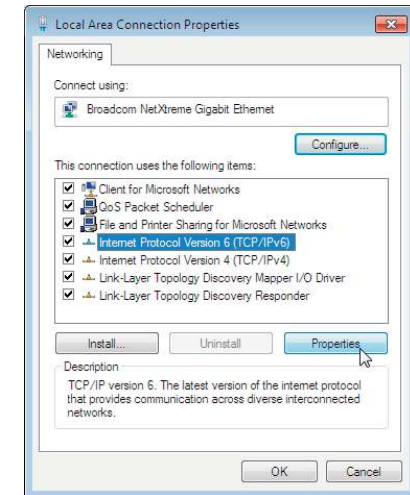 Local Area Connection Properties
Networking
Connect using:
Broadcom NetXtreme Gigabit Ethernet
Configure...
This connection uses the following items:
Client for Microsoft Networks
QoS Packet Scheduler
File and Printer Sharing for Microsoft Networks
Internet Protocol Version 6 (TCP/IPv6)
Internet Protocol Version 4 (TCP/IPv4)
Link-Layer Topology Discovery Mapper I/O Driver
Link-Layer Topology Discovery Responder
Install... Uninstall Properties
Description
TCP/IP version 6. The latest version of the internet protocol
that provides communication across diverse interconnected
networks.
OK Cancel